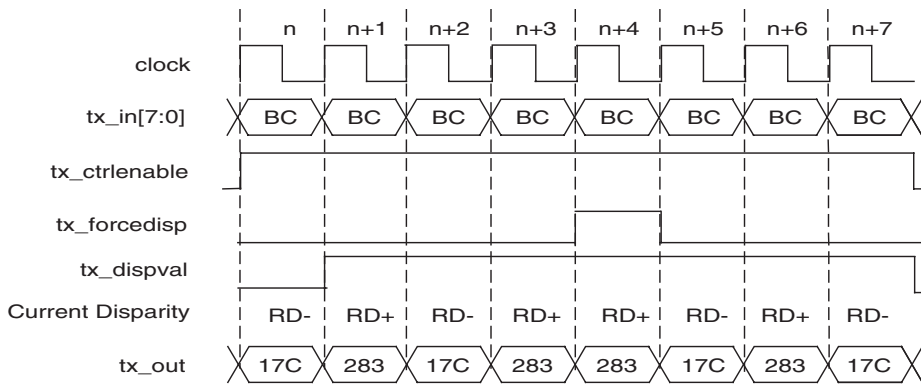 n n+1 n+2 n+3 n+4 n+5 n+6 n+7
clock
tx_in[7:0] BC BC BC BC BC BC BC BC
tx_ctrlenable
tx_forcedisp
tx_dispval
Current Disparity RD- RD+ RD- RD+ RD+ RD- RD+ RD-
tx_out 17C 283 17C 283 283 17C 283 17C